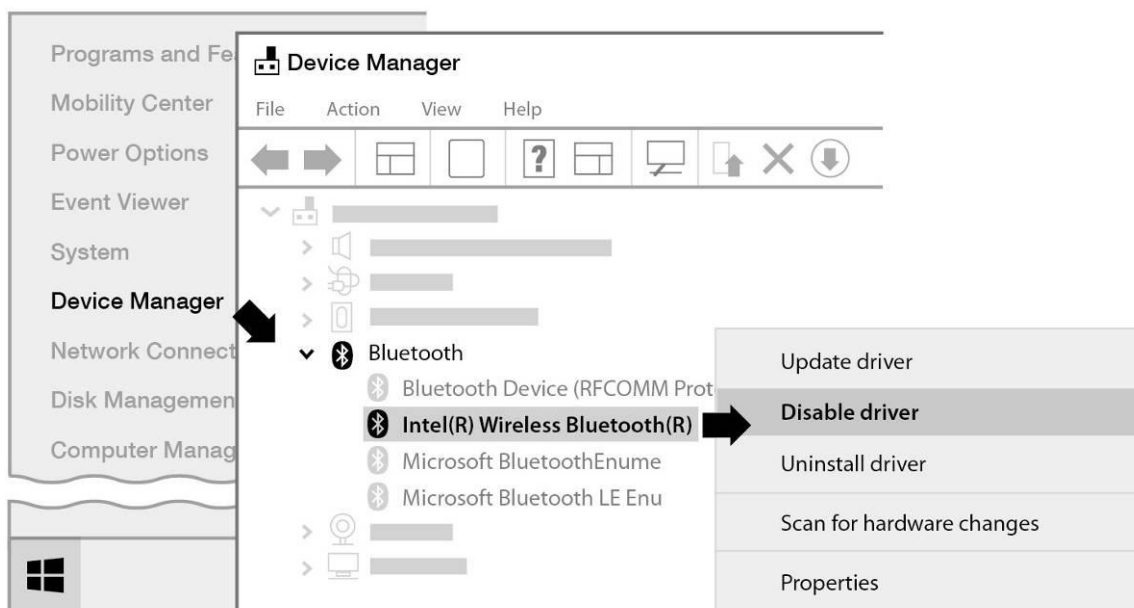 Programs and Fe
Mobility Center
Power Options
Event Viewer
System
Device Manager
Network Connect
Disk Managemen
Computer Manag
Device Manager
File Action View Help
?
Bluetooth
Bluetooth Device (RFCOMM Prot
Intel(R) Wireless Bluetooth(R)
Microsoft BluetoothEnume
Microsoft Bluetooth LE Enu
Update driver
Disable driver
Uninstall driver
Scan for hardware changes
Properties